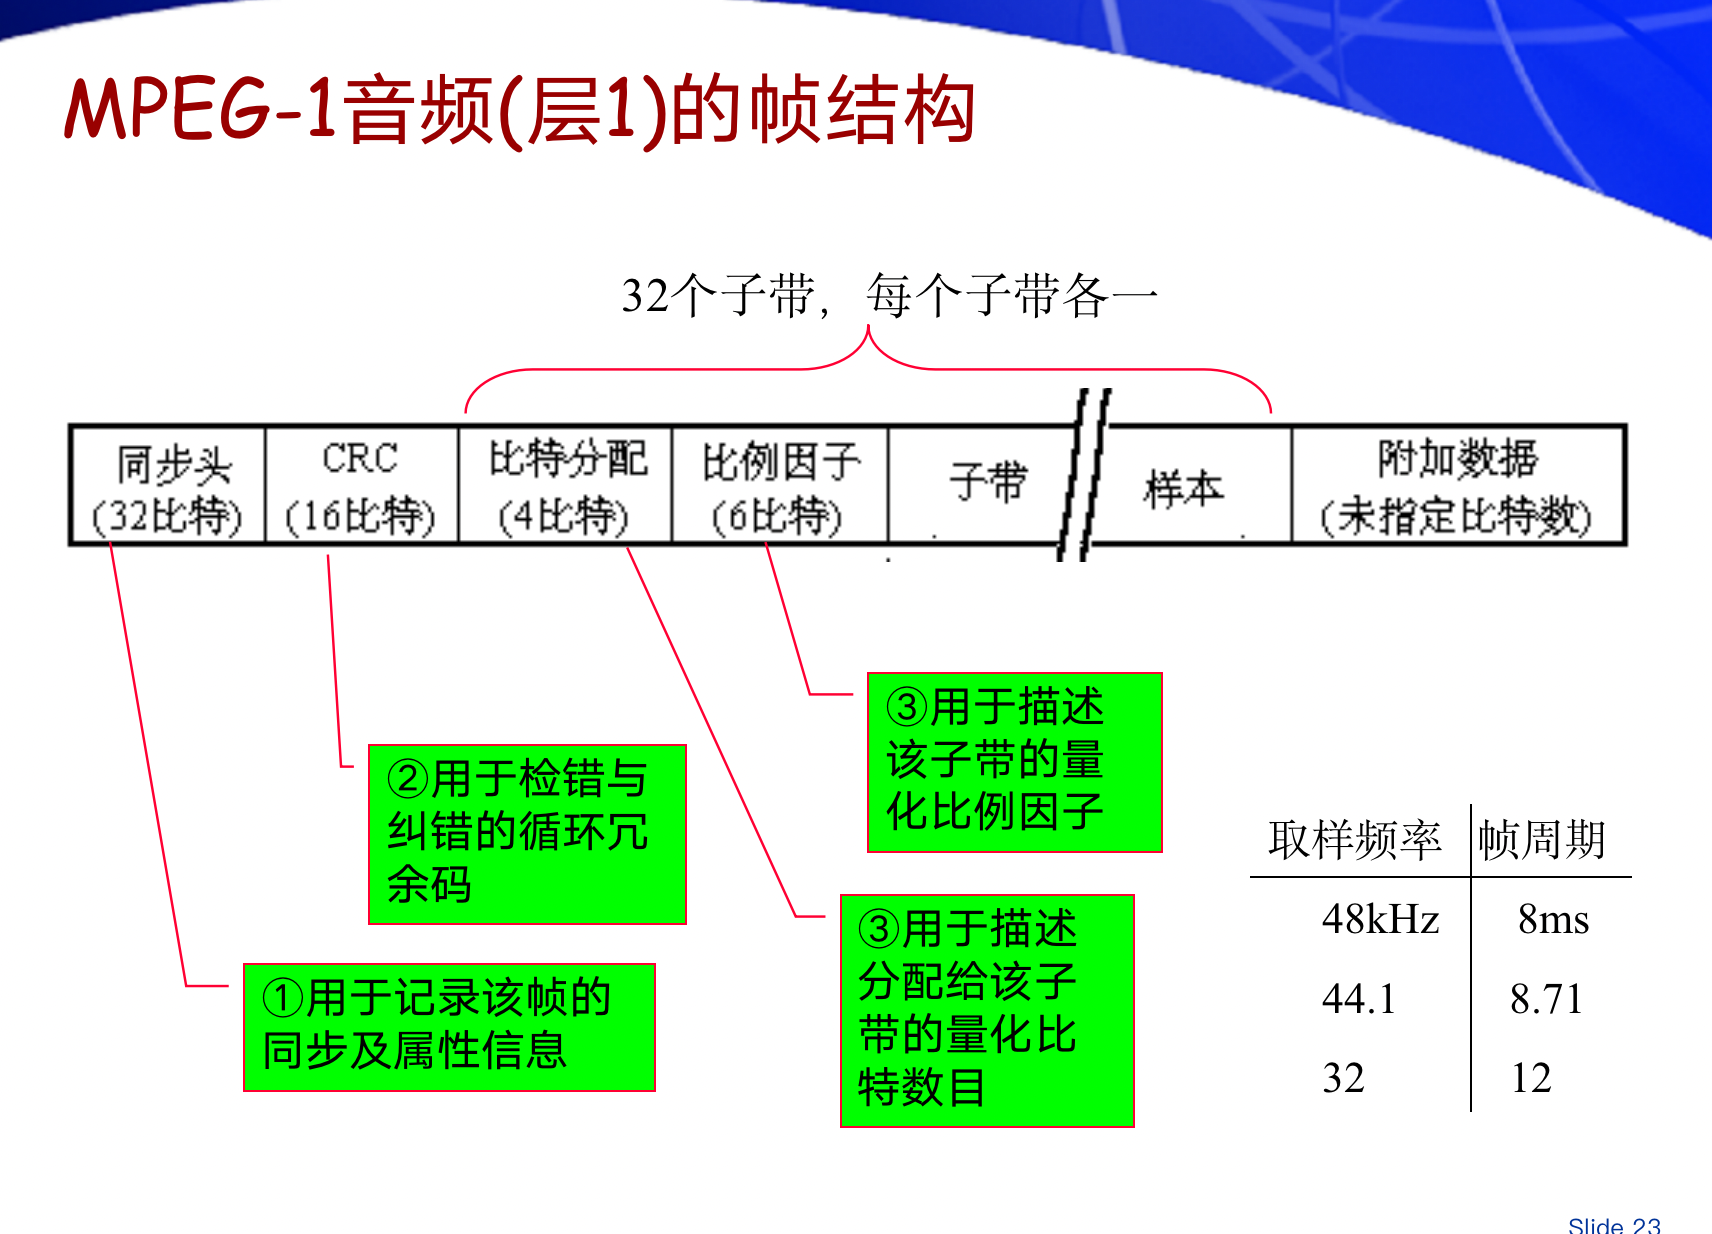 MPEG-1音频(层1)的帧结构
32个子带，每个子带各一
同步头
(32比特)
CRC
(16比特)
比特分配
(4比特)
比例因子
(6比特)
子带
样本
附加数据
(未指定比特数)
③用于描述
该子带的量
化比例因子
②用于检错与
纠错的循环冗
余码
③用于描述
分配给该子
带的量化比
特数目
①用于记录该帧的
同步及属性信息
取样频率 帧周期
48kHz 8ms
44.1 8.71
32 12
Slide 23